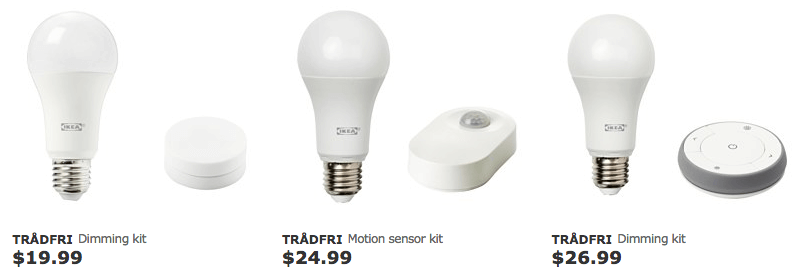 IKEA
IKEA
IKEA
TRÅDFRI Dimming kit
$19.99
TRÅDFRI Motion sensor kit
$24.99
TRÅDFRI Dimming kit
$26.99